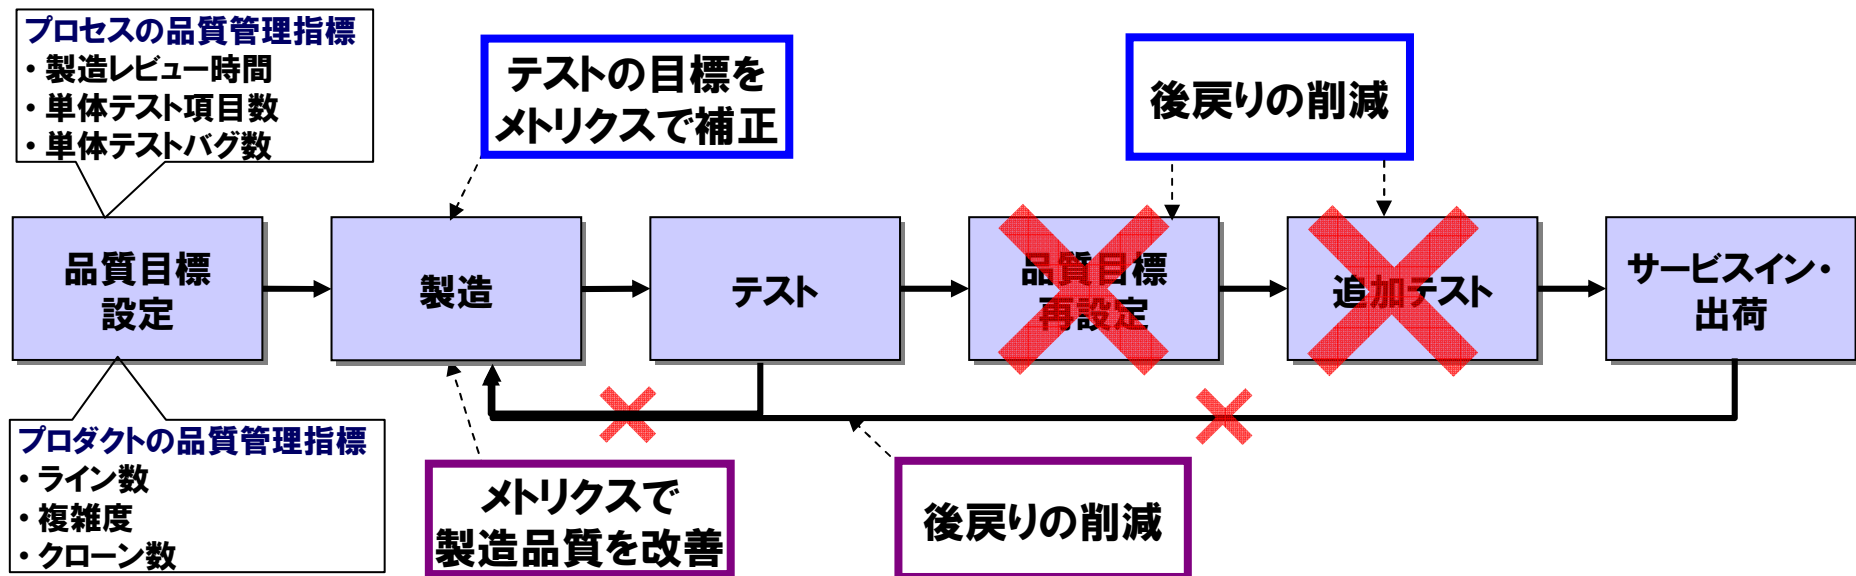 プロセスの品質管理指標
・製造レビュー時間
・単体テスト項目数
・単体テストバグ数
テストの目標を
メトリクスで補正
後戻りの削減
品質目標
設定
製造
テスト
品質目標
再設定
追加テスト
サービスイン・
出荷
プロダクトの品質管理指標
・ライン数
・複雑度
・クローン数
メトリクスで
製造品質を改善
後戻りの削減